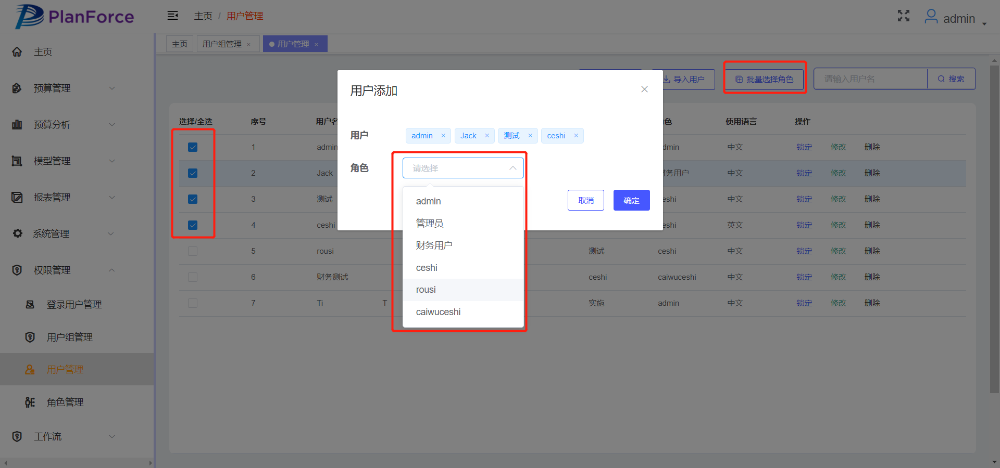 PlanForce
主页 / 用户管理
admin
主页
用户组管理 ×
用户管理 ×
主页
预算管理
预算分析
模型管理
报表管理
系统管理
权限管理
登录用户管理
用户组管理
用户管理
角色管理
工作流
导入用户
批量选择角色
请输入用户名
搜索
用户添加
用户
admin ×
Jack ×
测试 ×
ceshi ×
角色
请选择
admin
管理员
财务用户
ceshi
rousi
caiwuceshi
取消
确定
选择/全选 序号 用户名 色 使用语言 操作
1 admin dmin 中文 锁定 修改 删除
2 Jack 财务用户 中文 锁定 修改 删除
3 测试 eshi 中文 锁定 修改 删除
4 ceshi eshi 英文 锁定 修改 删除
5 rousi 测试 ceshi 中文 锁定 修改 删除
6 财务测试 ceshi caiwuceshi 中文 锁定 修改 删除
7 Ti T 实施 admin 中文 锁定 修改 删除